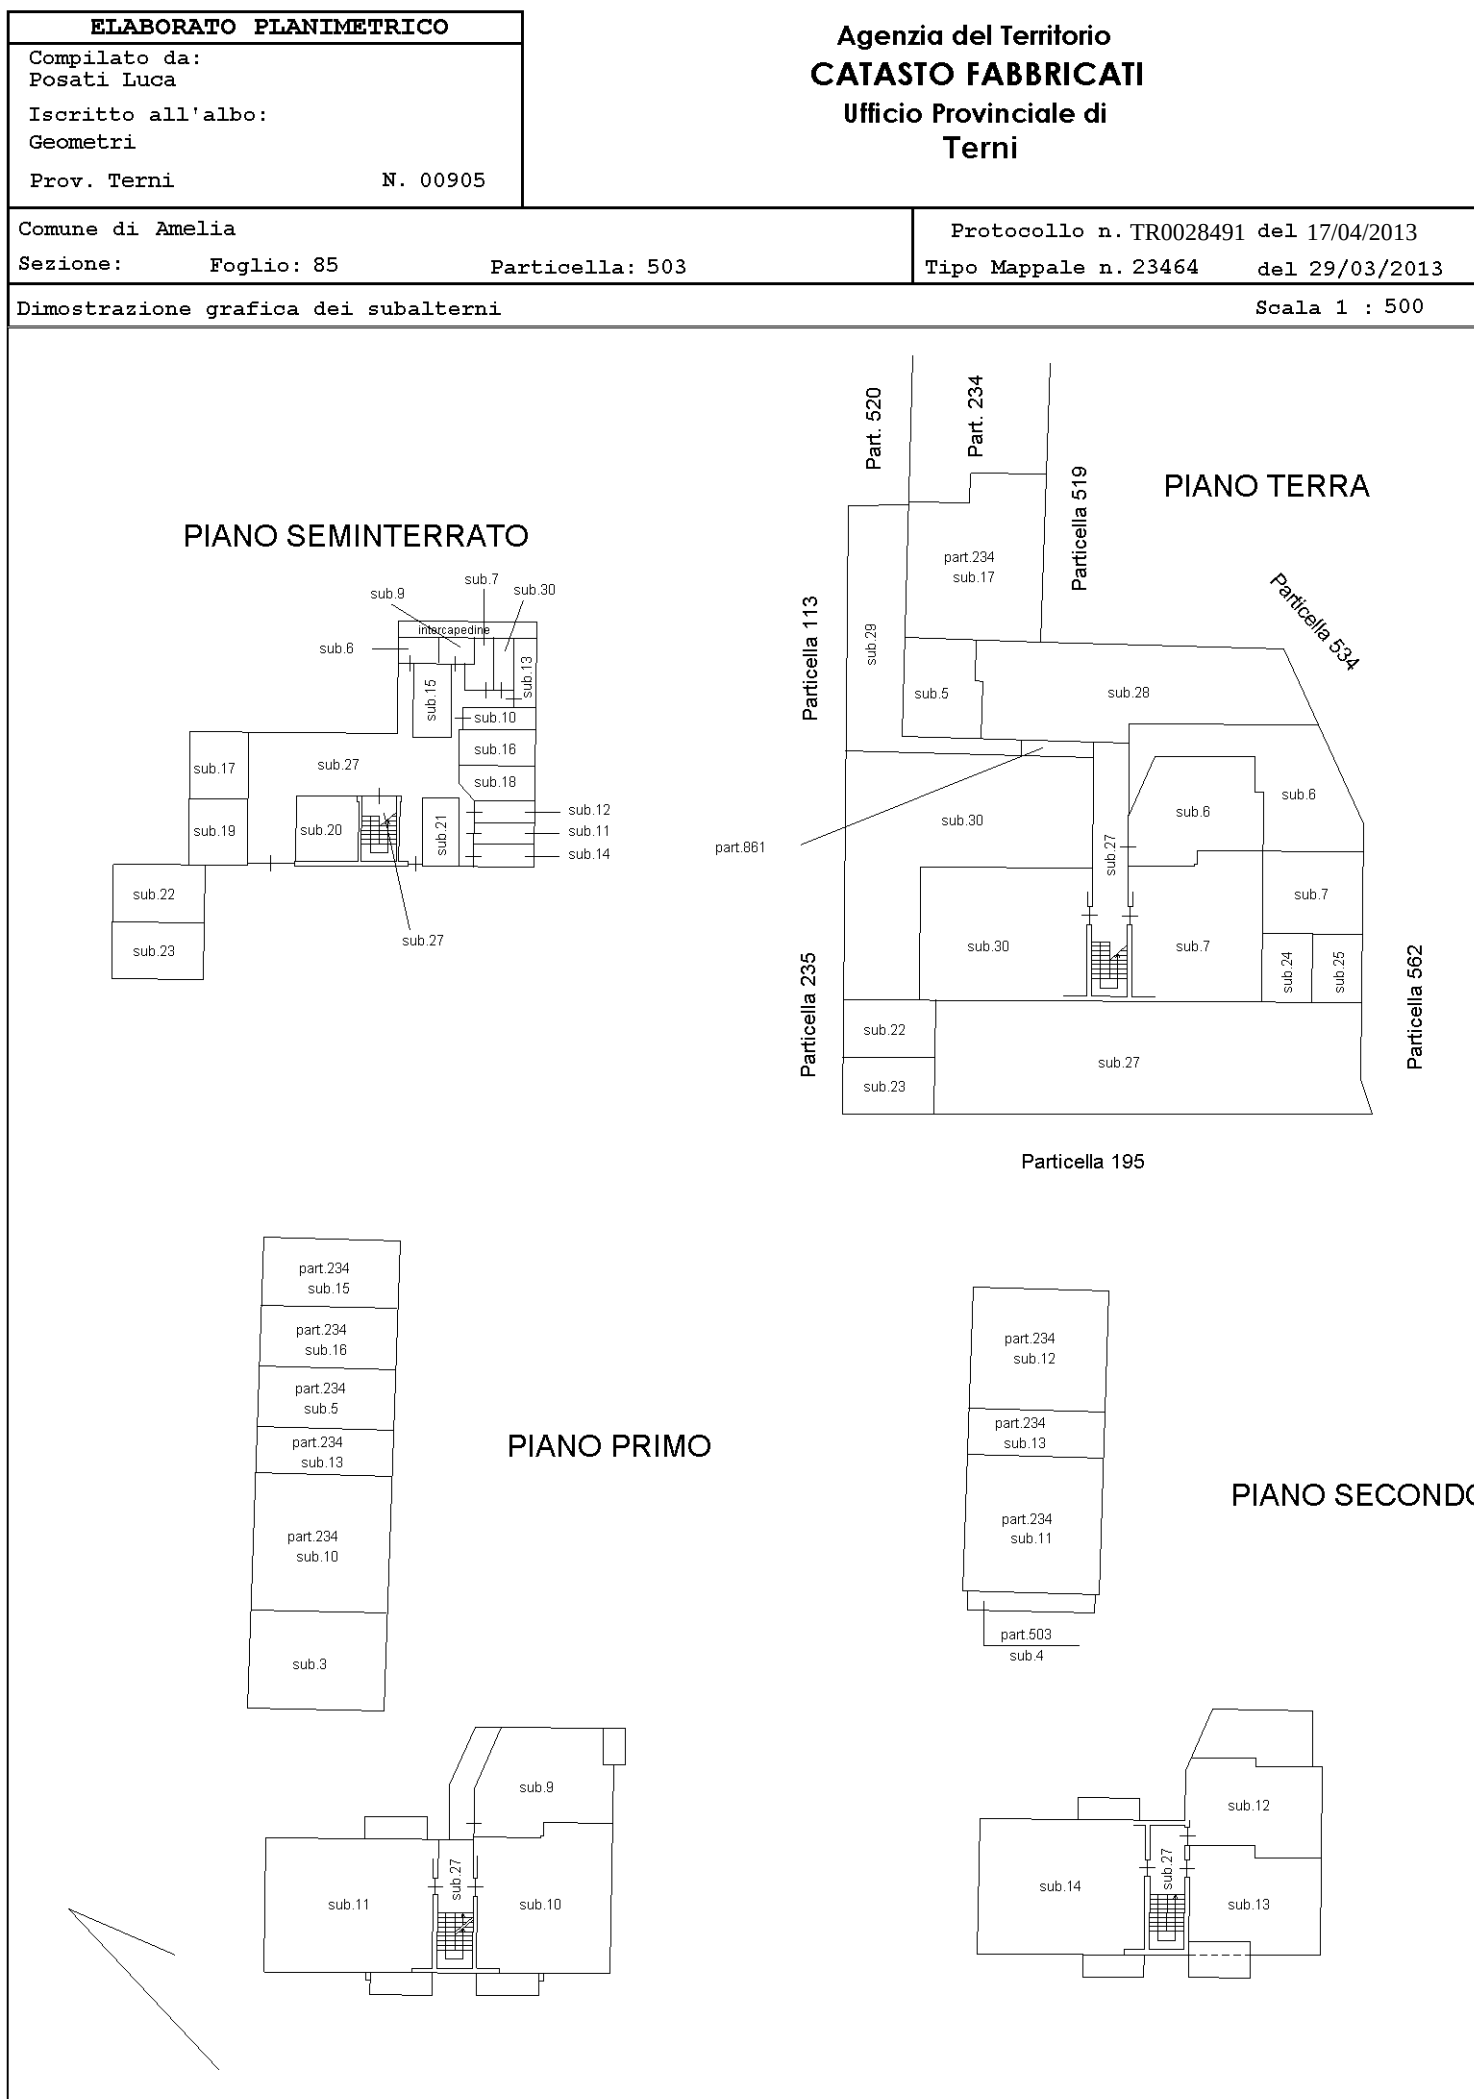 ELABORATO PLANIMETRICO
Compilato da:
Posati Luca
Iscritto all'albo:
Geometri
Prov. Terni N. 00905
Agenzia del Territorio
CATASTO FABBRICATI
Ufficio Provinciale di
Terni
Comune di Amelia
Sezione: Foglio: 85 Particella: 503
Protocollo n. TR0028491 del 17/04/2013
Tipo Mappale n. 23464 del 29/03/2013
Dimostrazione grafica dei subalterni Scala 1 : 500
PIANO SEMINTERRATO
sub.7
sub.30
sub.9
intercapedine
sub.6
sub.13
sub.15
sub.10
sub.16
sub.17
sub.27
sub.18
sub.12
sub.19
sub.20
sub.21
sub.11
sub.14
sub.22
sub.27
sub.23
PIANO TERRA
Part. 520
Part. 234
Particella 519
part.234
sub.17
Particella 534
Particella 113
sub.29
sub.5
sub.28
sub.6
sub.6
sub.30
part.861
sub.27
sub.7
sub.30
sub.7
sub.24
sub.25
Particella 235
Particella 562
sub.22
sub.27
sub.23
Particella 195
part.234
sub.15
part.234
sub.16
part.234
sub.5
part.234
sub.13
PIANO PRIMO
part.234
sub.10
sub.3
sub.9
sub.27
sub.11
sub.10
part.234
sub.12
part.234
sub.13
PIANO SECONDO
part.234
sub.11
part.503
sub.4
sub.12
sub.27
sub.14
sub.13